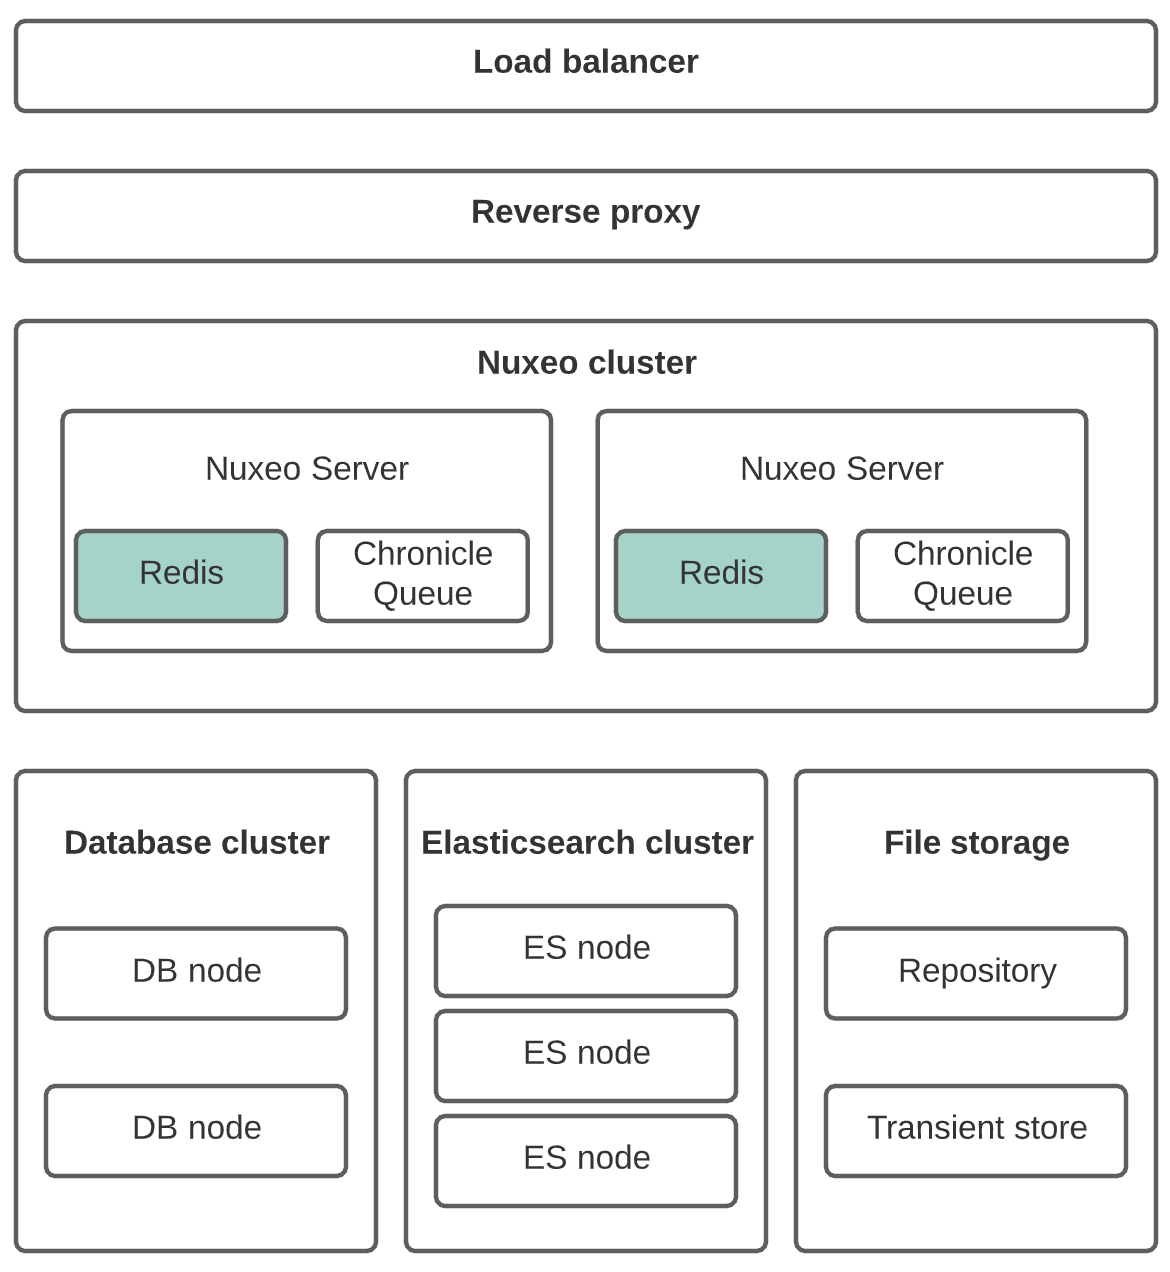 Load balancer
Reverse proxy
Nuxeo cluster
Nuxeo Server
Redis
Chronicle
Queue
Nuxeo Server
Redis
Chronicle
Queue
Database cluster
DB node
DB node
Elasticsearch cluster
ES node
ES node
ES node
File storage
Repository
Transient store